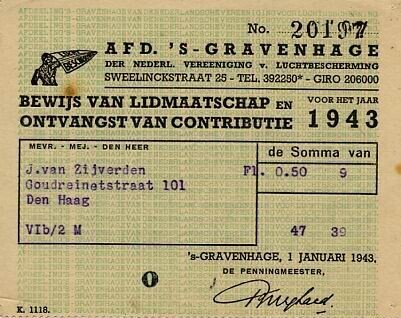 No. 20197
AFD. 'S-GRAVENHAGE
DER NEDERL. VEREENIGING v. LUCHTBESCHERMING
SWEELINCKSTRAAT 25 - TEL. 392250* - GIRO 206000
BEWIJS VAN LIDMAATSCHAP EN
ONTVANGST VAN CONTRIBUTIE
VOOR HET JAAR
1943
MEVR. - MEJ. - DEN HEER
de Somma van
J.van Zijverden Fl. 0.50 9
Goudreinetstraat 101
Den Haag
VIb/2 M 47 39
's-GRAVENHAGE, 1 JANUARI 1943.
DE PENNINGMEESTER,
O
K. 1118.